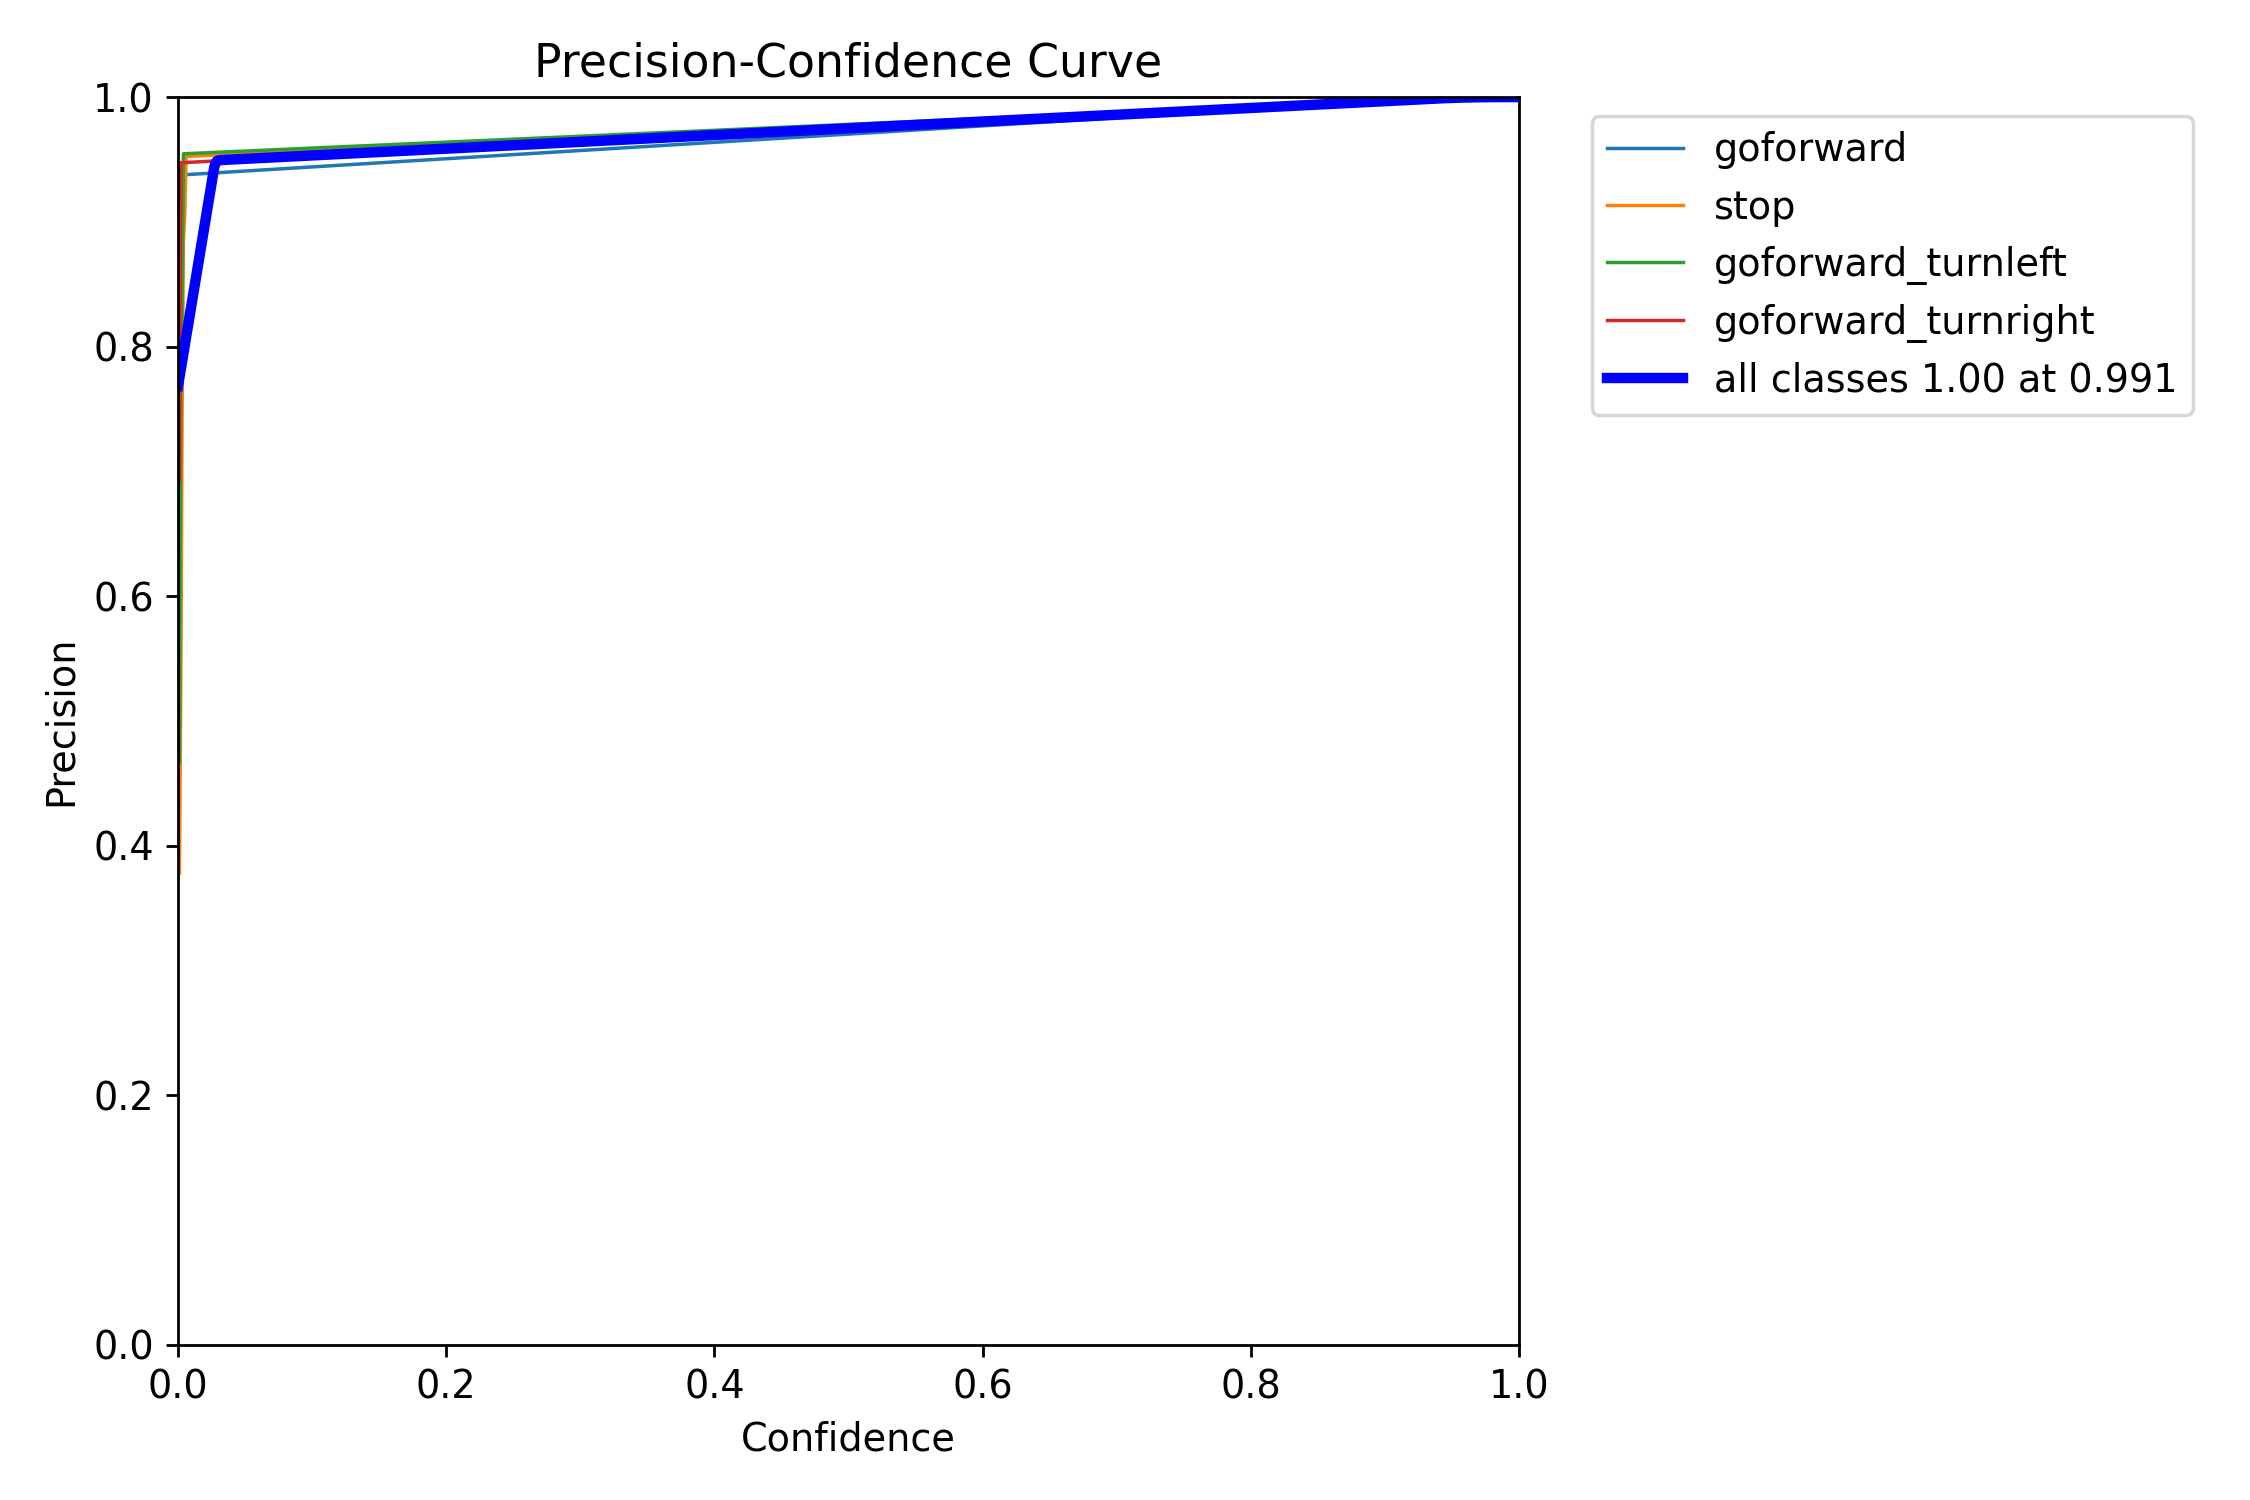 Precision-Confidence Curve
1.0
0.8
0.6
0.4
0.2
0.0
Precision
0.0 0.2 0.4 0.6 0.8 1.0
Confidence
goforward
stop
goforward_turnleft
goforward_turnright
all classes 1.00 at 0.991